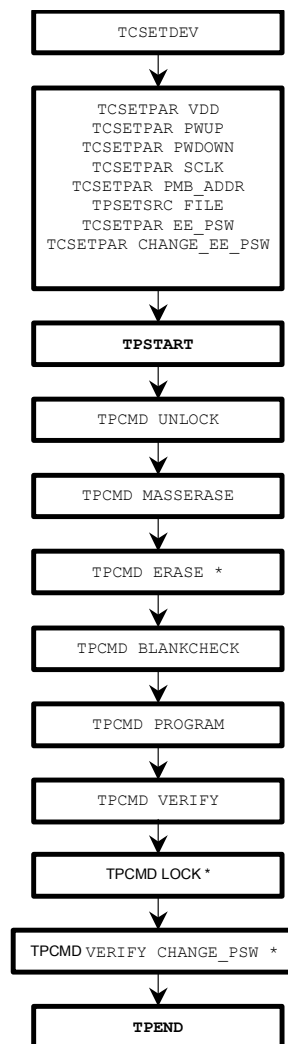 TCSETDEV
TCSETPAR VDD
TCSETPAR PWUP
TCSETPAR PWDOWN
TCSETPAR SCLK
TCSETPAR PMB_ADDR
TPSETSRC FILE
TCSETPAR EE_PSW
TCSETPAR CHANGE_EE_PSW
TPSTART
TPCMD UNLOCK
TPCMD MASSERASE
TPCMD ERASE *
TPCMD BLANKCHECK
TPCMD PROGRAM
TPCMD VERIFY
TPCMD LOCK *
TPCMD VERIFY CHANGE_PSW *
TPEND